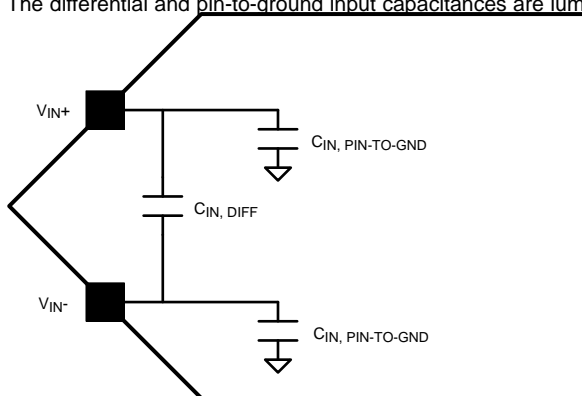 The differential and pin-to-ground input capacitances are lum
VIN+
CIN, PIN-TO-GND
CIN, DIFF
VIN-
CIN, PIN-TO-GND